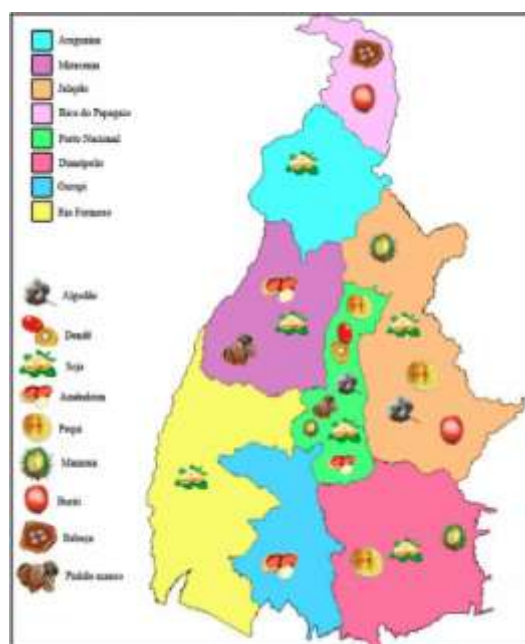 Araguaina
Miracema
Jalapão
Bico do Papagaio
Porto Nacional
Dianópolis
Gurupi
Rio Formoso
Algodão
Dendê
Soja
Amendoim
Pequi
Mamona
Buriti
Babaçu
Pinhão manso